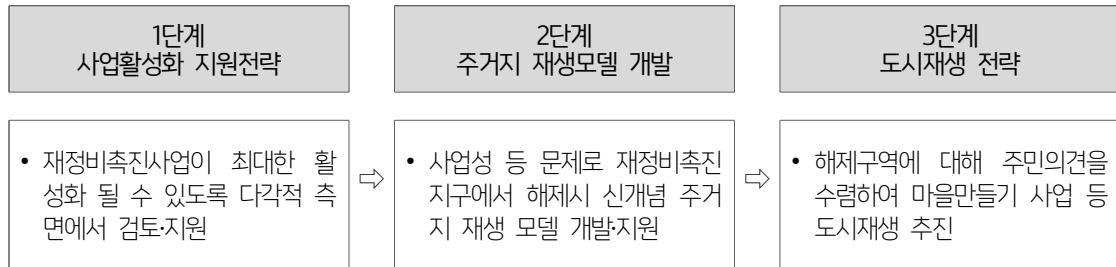 1단계
사업활성화 지원전략
2단계
주거지 재생모델 개발
3단계
도시재생 전략
• 재정비촉진사업이 최대한 활
성화 될 수 있도록 다각적 측
면에서 검토·지원
⇨
• 사업성 등 문제로 재정비촉진
지구에서 해제시 신개념 주거
지 재생 모델 개발·지원
⇨
• 해제구역에 대해 주민의견을
수렴하여 마을만들기 사업 등
도시재생 추진